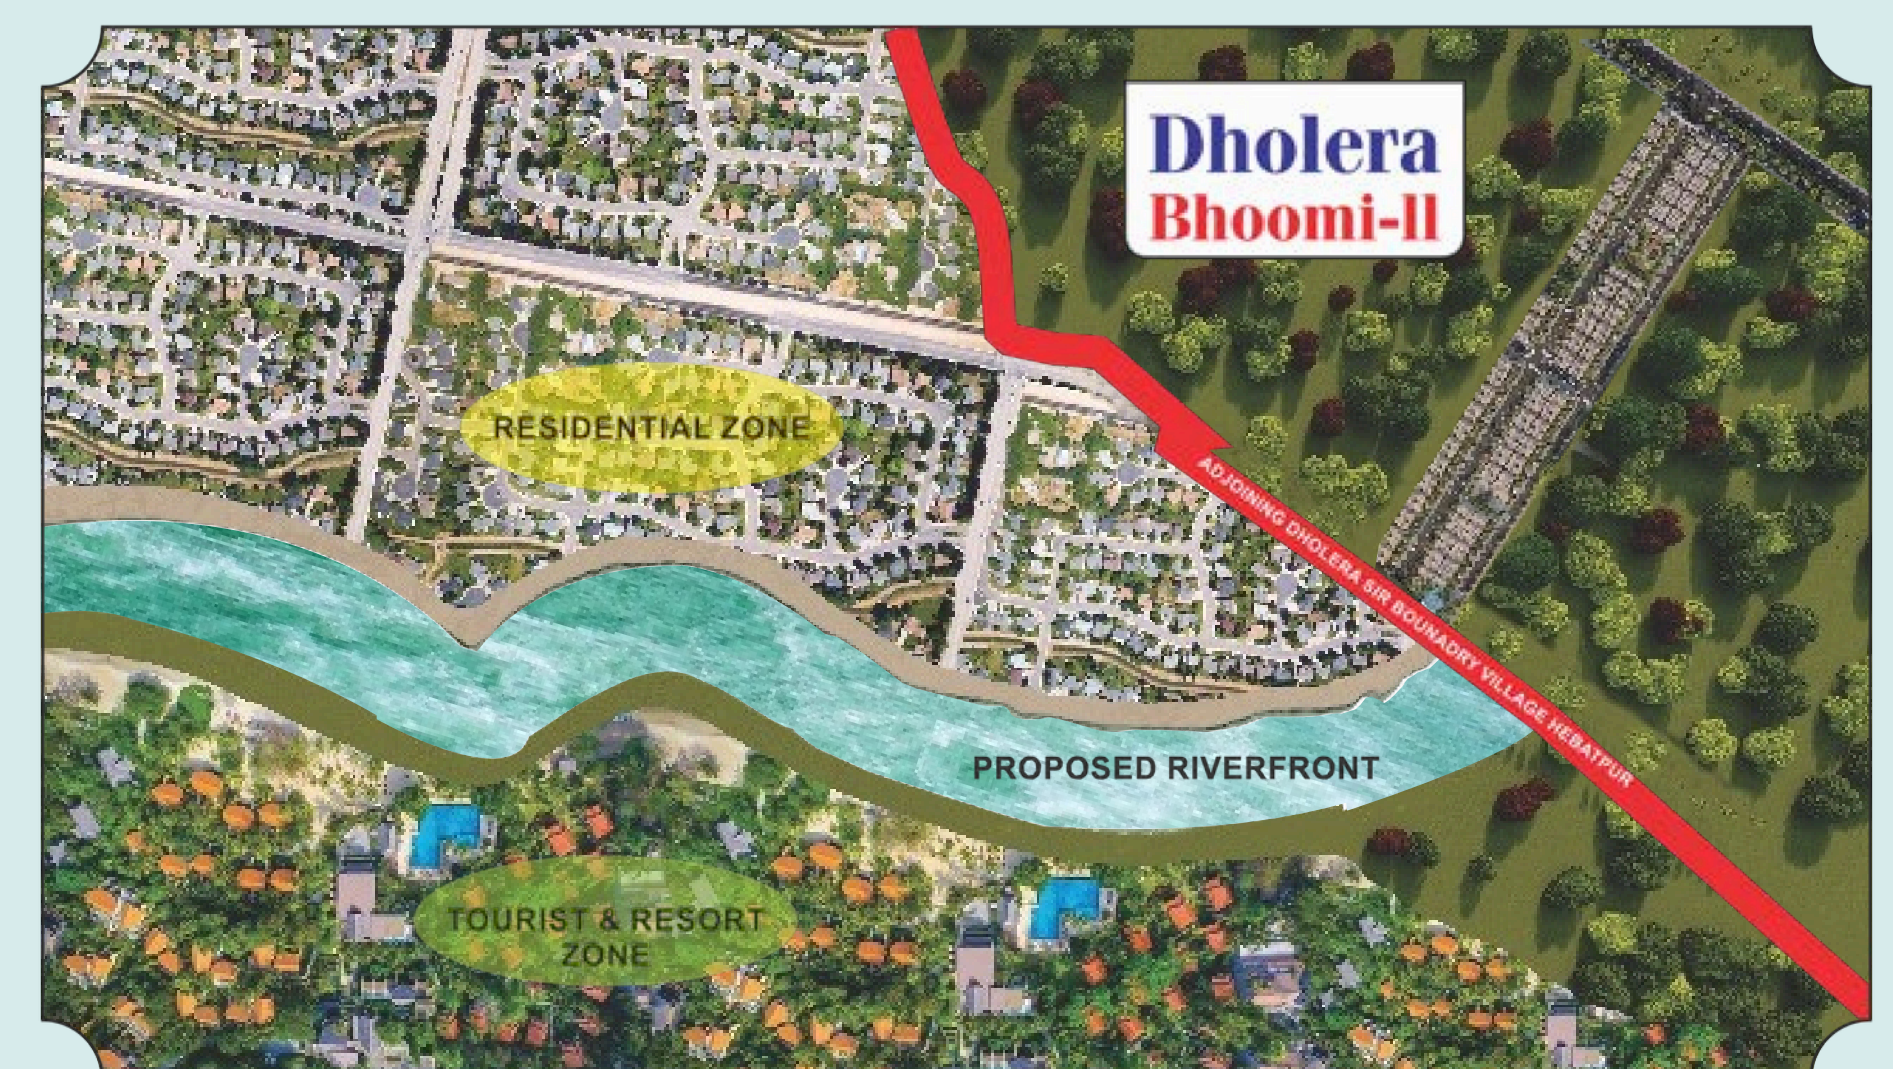 Dholera
Bhoomi-II
RESIDENTIAL ZONE
ADJOINING DHOLERA SIR BOUNADRY VILLAGE HEBATPUR
PROPOSED RIVERFRONT
TOURIST & RESORT
ZONE